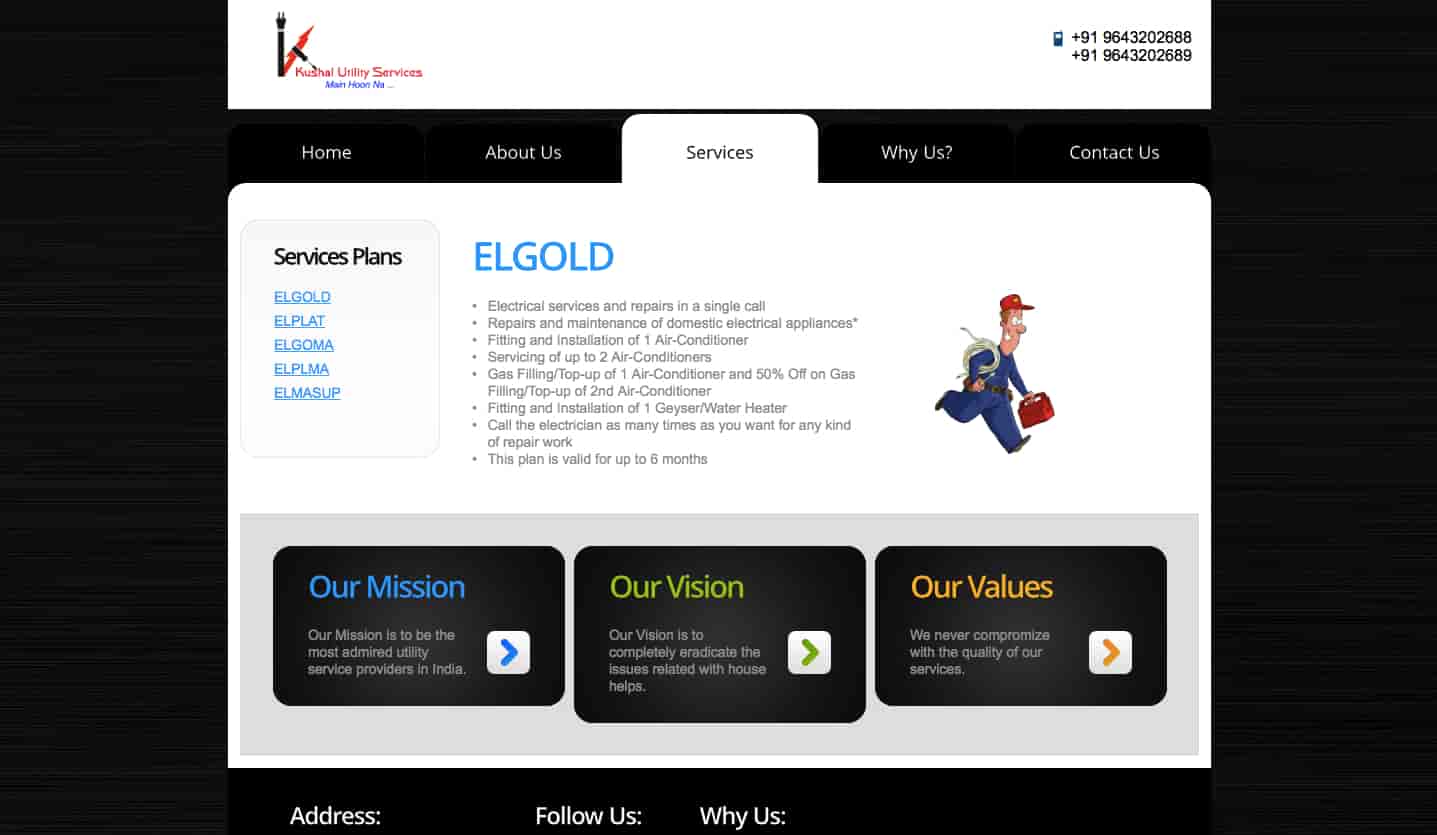 Kushal Utility Services
Main Hoon Na ...
+91 9643202688
+91 9643202689
Home
About Us
Services
Why Us?
Contact Us
Services Plans
ELGOLD
ELPLAT
ELGOMA
ELPLMA
ELMASUP
ELGOLD
• Electrical services and repairs in a single call
• Repairs and maintenance of domestic electrical appliances*
• Fitting and Installation of 1 Air-Conditioner
• Servicing of up to 2 Air-Conditioners
• Gas Filling/Top-up of 1 Air-Conditioner and 50% Off on Gas
Filling/Top-up of 2nd Air-Conditioner
• Fitting and Installation of 1 Geyser/Water Heater
• Call the electrician as many times as you want for any kind
of repair work
• This plan is valid for up to 6 months
Our Mission
Our Mission is to be the
most admired utility
service providers in India.
Our Vision
Our Vision is to
completely eradicate the
issues related with house
helps.
Our Values
We never compromize
with the quality of our
services.
Address:
Follow Us:
Why Us: